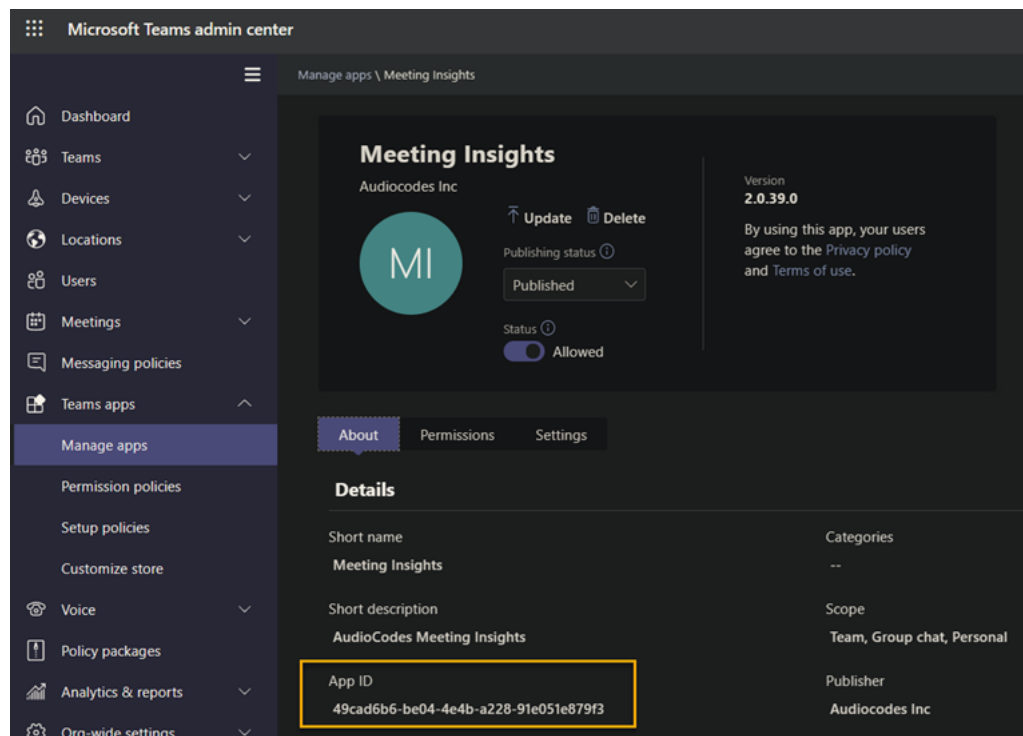 Microsoft Teams admin center
Manage apps \ Meeting Insights
Dashboard
Teams
Devices
Locations
Users
Meetings
Messaging policies
Teams apps
Manage apps
Permission policies
Setup policies
Customize store
Voice
Policy packages
Analytics & reports
Org-wide settings
Meeting Insights
Audiocodes Inc
MI
Update Delete
Publishing status
Published
Status
Allowed
Version
2.0.39.0
By using this app, your users
agree to the Privacy policy
and Terms of use.
About Permissions Settings
Details
Short name
Meeting Insights
Categories
--
Short description
AudioCodes Meeting Insights
Scope
Team, Group chat, Personal
App ID
49cad6b6-be04-4e4b-a228-91e051e879f3
Publisher
Audiocodes Inc